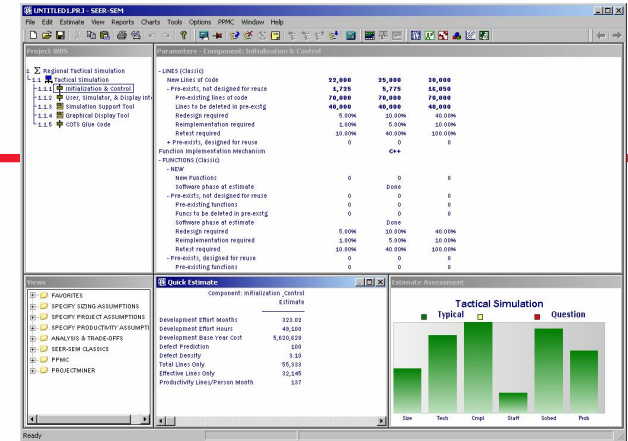 UNTITLED1.PRJ - SEER-SEM
File Edit Estimate View Reports Charts Tools Options PPMC Window Help
Project WBS
1 Σ Regional Tactical Simulation
1.1 Tactical Simulation
1.1.1 Initialization & Control
1.1.2 User, Simulator, & Display Int
1.1.3 Simulation Support Tool
1.1.4 Graphical Display Tool
1.1.5 COTS Glue Code
Parameters - Component: Initialization & Control
- LINES (Classic)
New Lines of Code 22,000 25,000 30,000
- Pre-exists, not designed for reuse 1,725 5,775 16,050
Pre-existing lines of code 70,000 70,000 70,000
Lines to be deleted in pre-exstg 40,000 40,000 40,000
Redesign required 5.00% 10.00% 40.00%
Reimplementation required 1.00% 5.00% 10.00%
Retest required 10.00% 40.00% 100.00%
+ Pre-exists, designed for reuse 0 0 0
Function Implementation Mechanism C++
- FUNCTIONS (Classic)
- NEW
New Functions 0 0 0
Software phase at estimate Done
- Pre-exists, not designed for reuse 0 0 0
Pre-existing functions 0 0 0
Funcs to be deleted in pre-exstg 0 0 0
Software phase at estimate Done
Redesign required 5.00% 10.00% 40.00%
Reimplementation required 1.00% 5.00% 10.00%
Retest required 10.00% 40.00% 100.00%
- Pre-exists, designed for reuse 0 0 0
Pre-existing functions 0 0 0
Views
FAVORITES
SPECIFY SIZING ASSUMPTIONS
SPECIFY PROJECT ASSUMPTIONS
SPECIFY PRODUCTIVITY ASSUMPTI
ANALYSIS & TRADE-OFFS
SEER-SEM CLASSICS
PPMC
PROJECTMINER
Quick Estimate
Component: Initialization _Control
Estimate
Development Effort Months 323.02
Development Effort Hours 49,100
Development Base Year Cost 5,820,528
Defect Prediction 100
Defect Density 3.10
Total Lines Only 55,333
Effective Lines Only 32,145
Productivity Lines/Person Month 137
Estimate Assessment
Tactical Simulation
Typical Question
Size Tech Cmpl Staff Sched Prob
Ready